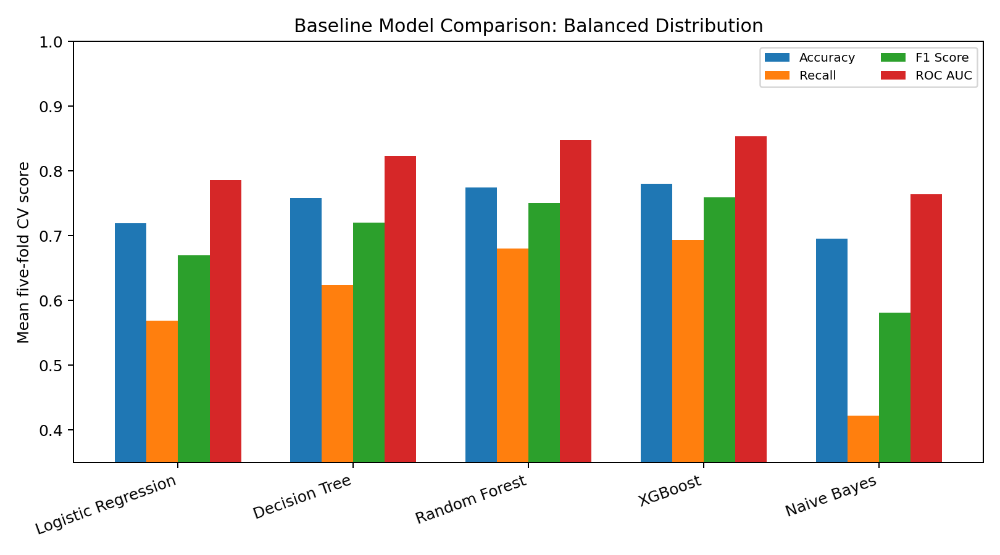 Baseline Model Comparison: Balanced Distribution
Accuracy
Recall
F1 Score
ROC AUC
Mean five-fold CV score
1.0
0.9
0.8
0.7
0.6
0.5
0.4
Logistic Regression
Decision Tree
Random Forest
XGBoost
Naive Bayes